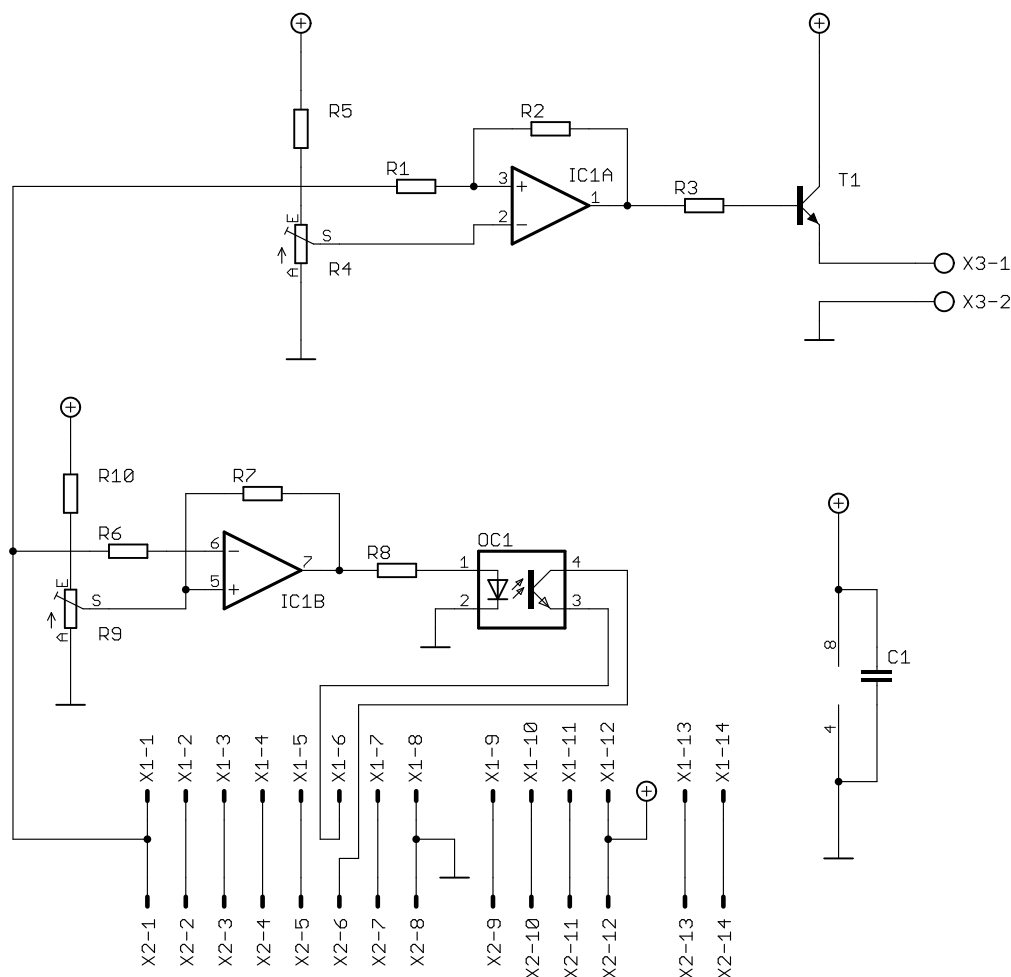 R5
R2
R1
IC1A
3
+
1
2
−
R3
T1
E
S
A
R4
X3-1
X3-2
R10
R7
R6
6
−
7
5
+
IC1B
R8
OC1
1
4
2
3
E
S
A
R9
8
C1
4
X1-1
X1-2
X1-3
X1-4
X1-5
X1-6
X1-7
X1-8
X1-9
X1-10
X1-11
X1-12
X1-13
X1-14
X2-1
X2-2
X2-3
X2-4
X2-5
X2-6
X2-7
X2-8
X2-9
X2-10
X2-11
X2-12
X2-13
X2-14